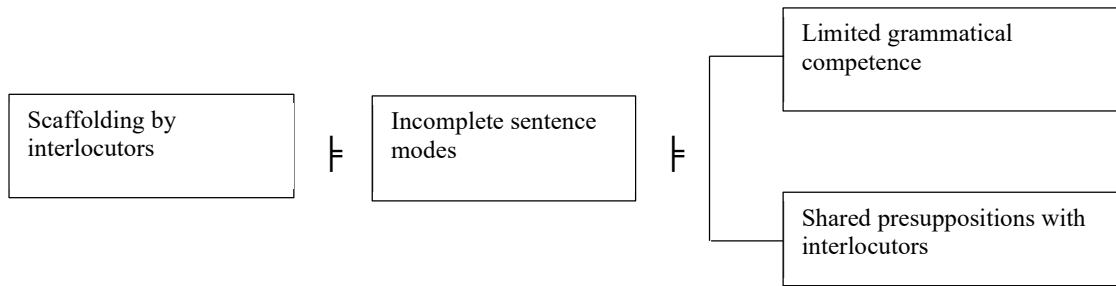 Limited grammatical
competence
Scaffolding by
interlocutors
⊧
Incomplete sentence
modes
⊧
Shared presuppositions with
interlocutors